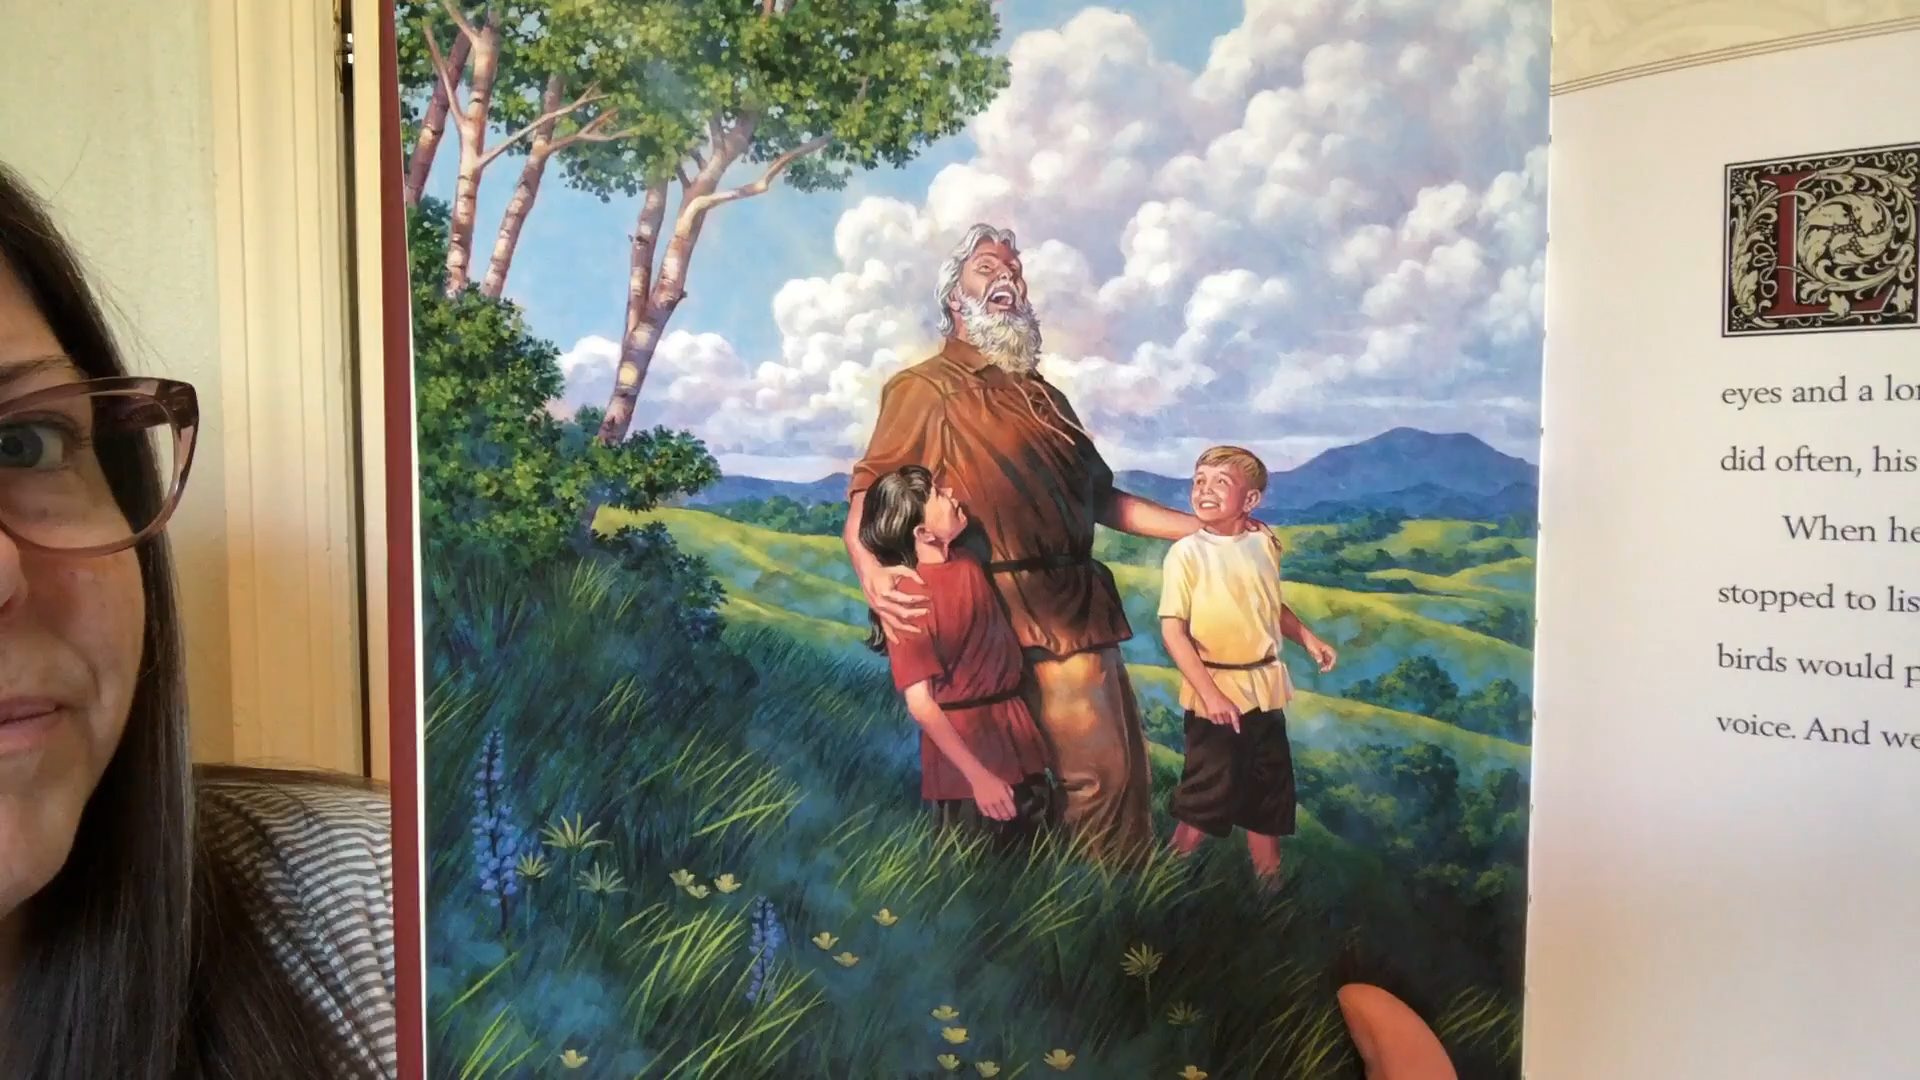 L
eyes and a lo
did often, his
When he
stopped to lis
birds would p
voice. And we